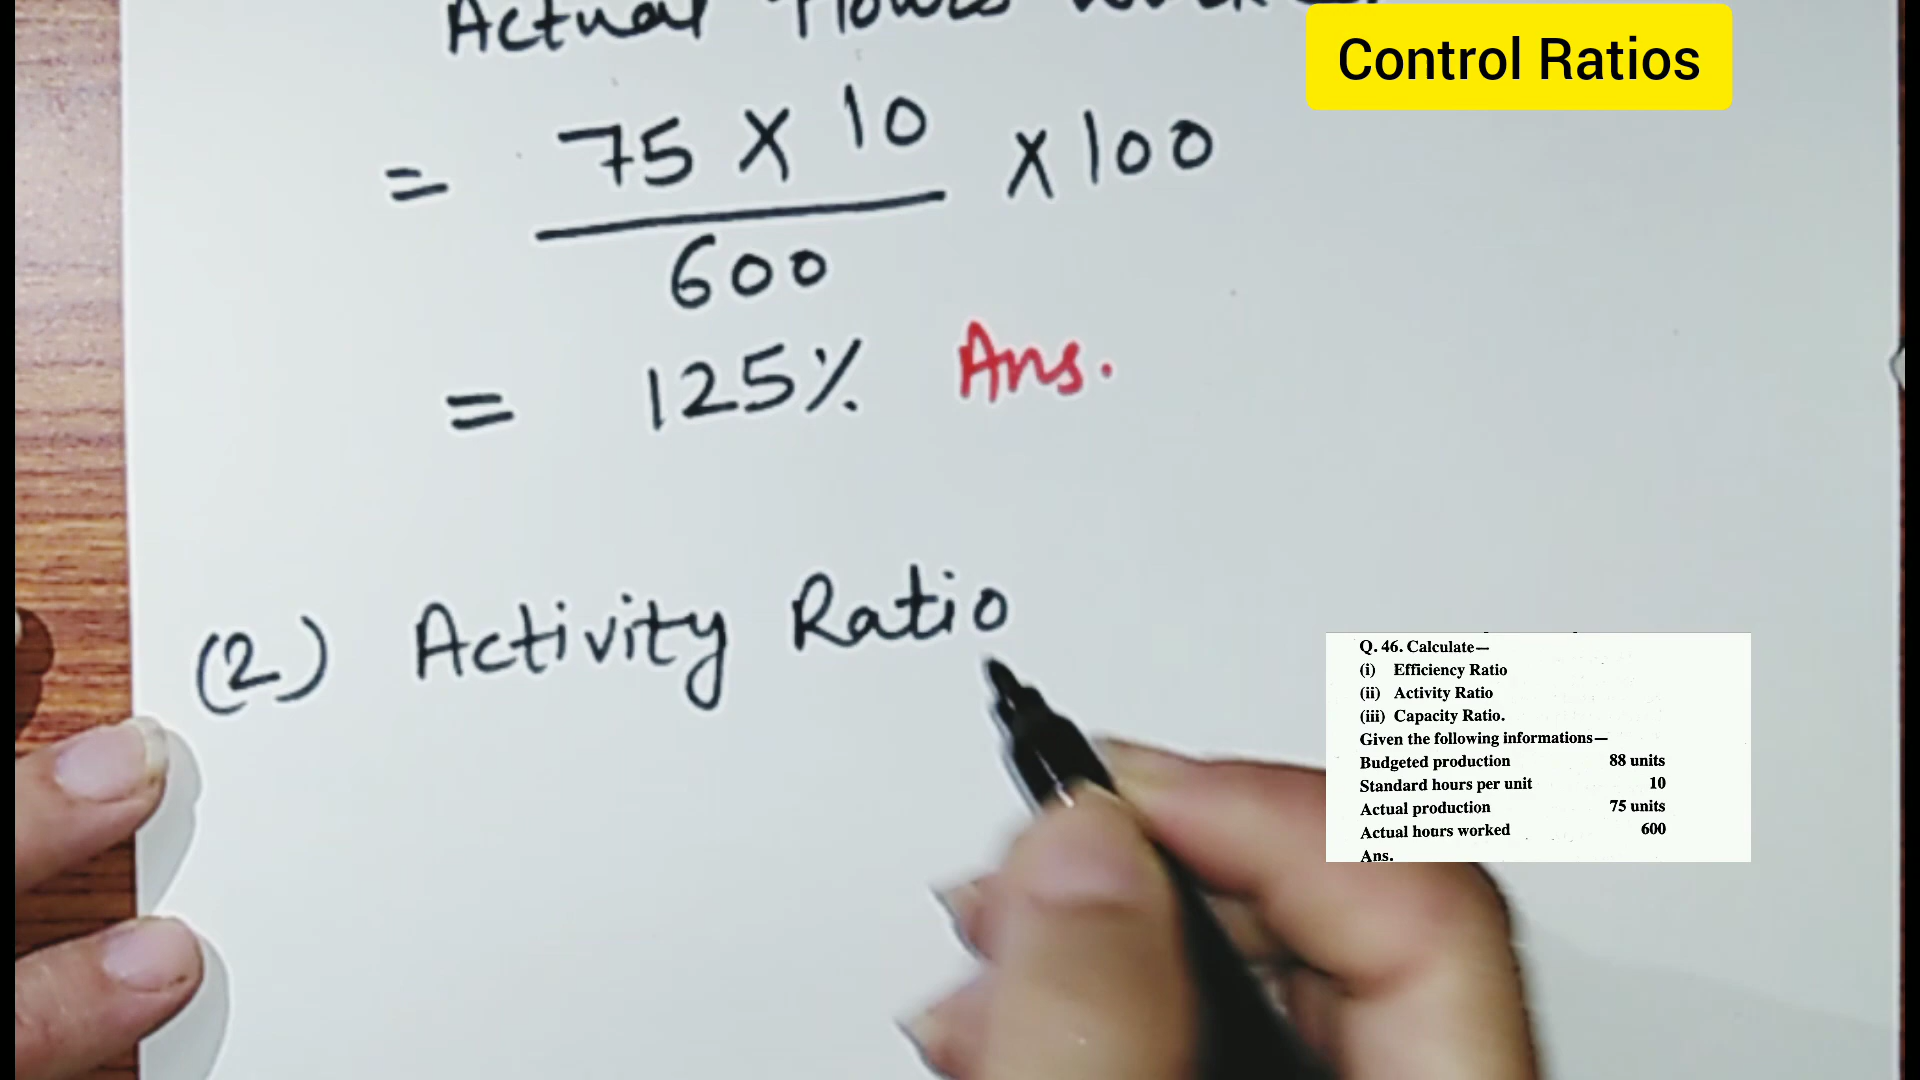 Actual Hours
Control Ratios
= 75 X 10 X 100
600
= 125% Ans.
(2) Activity Ratio
Q. 46. Calculate—
(i) Efficiency Ratio
(ii) Activity Ratio
(iii) Capacity Ratio.
Given the following informations—
Budgeted production 88 units
Standard hours per unit 10
Actual production 75 units
Actual hours worked 600
Ans.